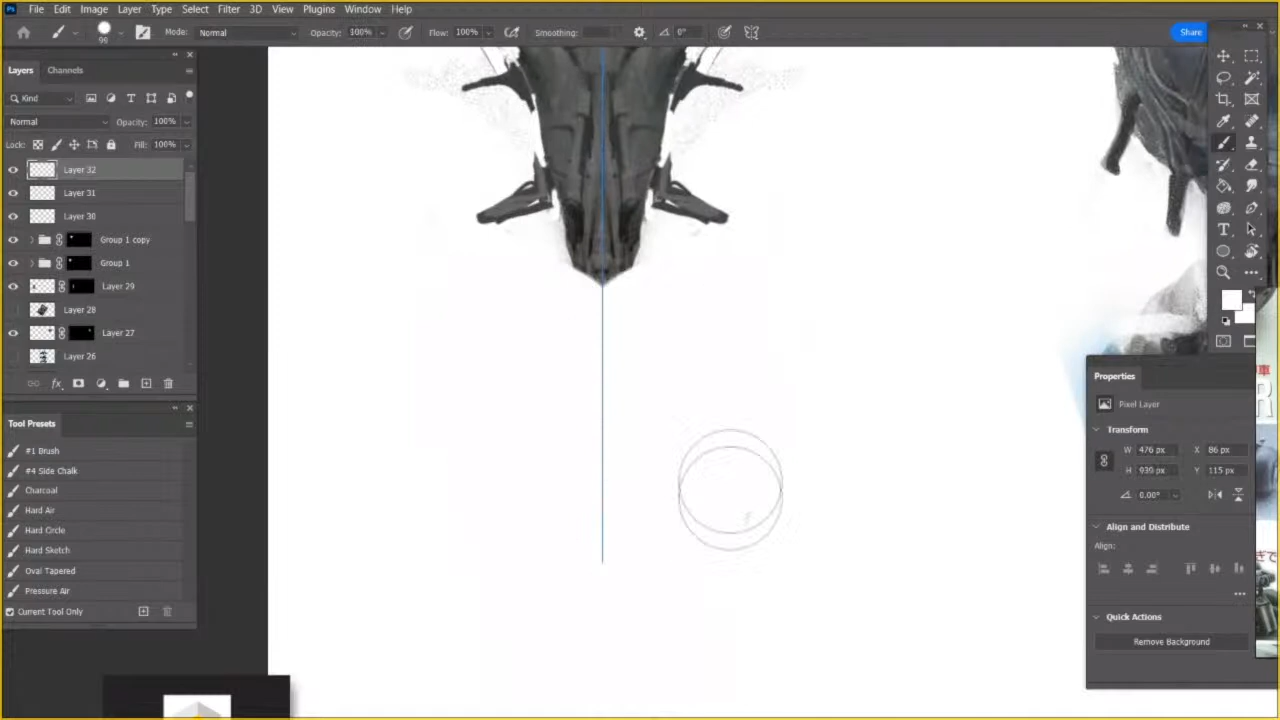 Ps File Edit Image Layer Type Select Filter 3D View Plugins Window Help
99 Mode: Normal Opacity: 100% Flow: 100% Smoothing: 0° Share
Layers Channels
Kind
Normal Opacity: 100%
Lock: Fill: 100%
Layer 32
Layer 31
Layer 30
Group 1 copy
Group 1
Layer 29
Layer 28
Layer 27
Layer 26
Tool Presets
#1 Brush
#4 Side Chalk
Charcoal
Hard Air
Hard Circle
Hard Sketch
Oval Tapered
Pressure Air
Current Tool Only
Properties
Pixel Layer
Transform
W 476 px X 86 px
H 939 px Y 115 px
0.00°
Align and Distribute
Align:
Quick Actions
Remove Background